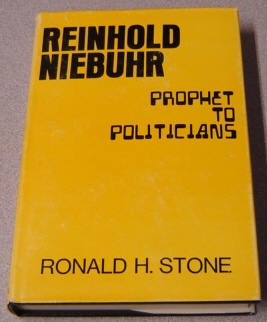 REINHOLD
NIEBUHR
PROPHET
TO
POLITICIANS
RONALD H. STONE